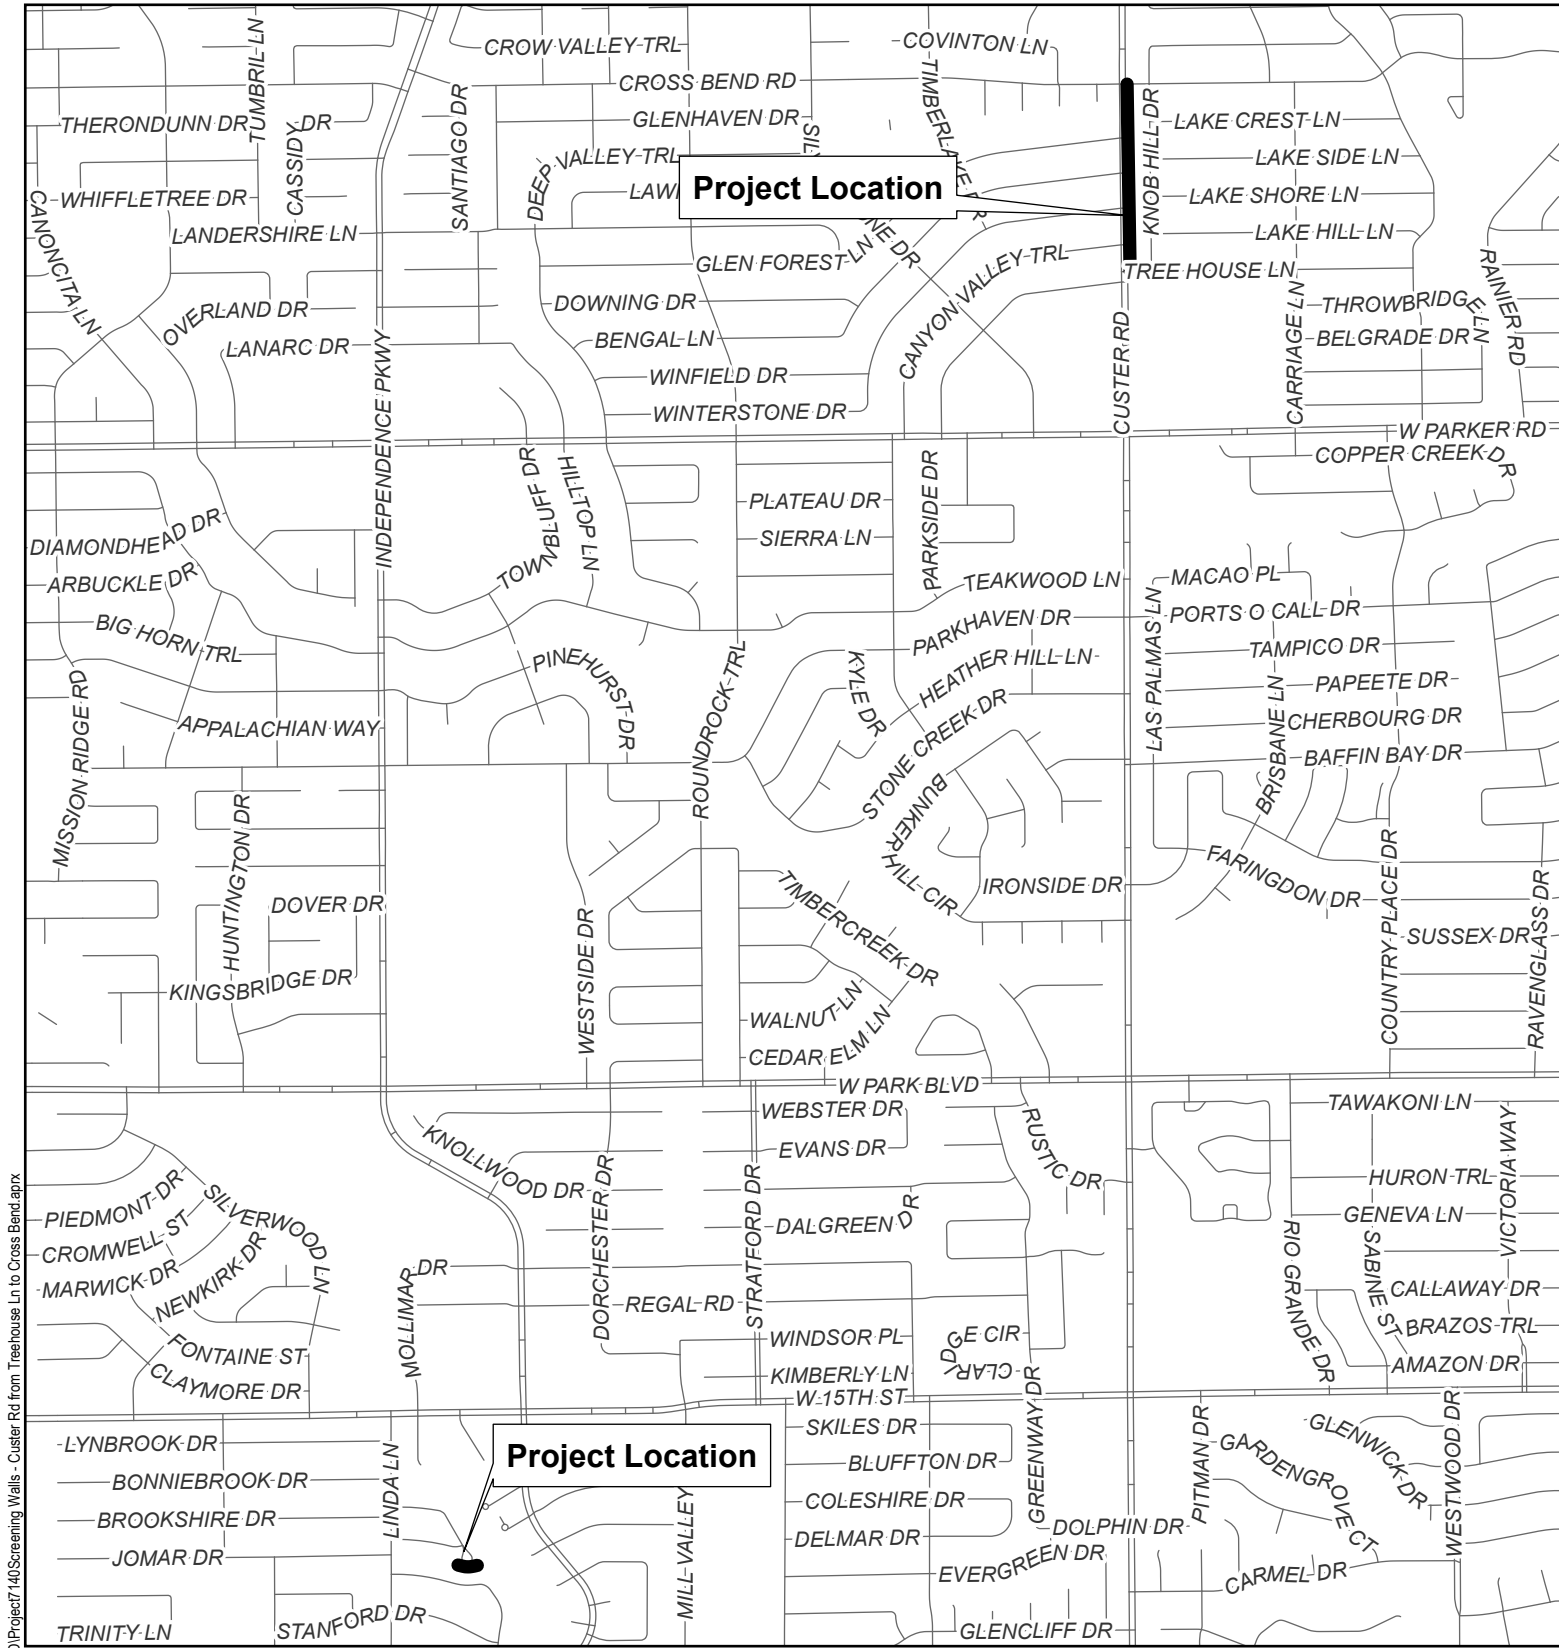 TUMBRIL LN
CROW VALLEY TRL
COVINTON LN
CROSS BEND RD
TIMBERLAKE DR
THERONDUNN DR
CASSIDY DR
SANTIAGO DR
GLENHAVEN DR
KNOB HILL DR
LAKE CREST LN
DEEP VALLEY TRL
LAKE SIDE LN
Project Location
WHIFFLETREE DR
LAKE SHORE LN
CANONCITA LN
LANDERSHIRE LN
LAKE HILL LN
GLEN FOREST LN
CANYON VALLEY TRL
TREE HOUSE LN
RAINIER RD
OVERLAND DR
DOWNING DR
THROWBRIDGE LN
LANARC DR
INDEPENDENCE PKWY
BENGAL LN
CUSTER RD
CARRIAGE LN
BELGRADE DR
WINFIELD DR
WINTERSTONE DR
W PARKER RD
COPPER CREEK DR
TOWNBLUFF DR
HILLTOP LN
PARKSIDE DR
PLATEAU DR
SIERRA LN
DIAMONDHEAD DR
ARBUCKLE DR
TEAKWOOD LN
MACAO PL
BIG HORN TRL
PARKHAVEN DR
LAS PALMAS LN
PORTS O CALL DR
TAMPICO DR
PINEHURST DR
ROUNDROCK TRL
KYLE DR
HEATHER HILL LN
PAPEETE DR
MISSION RIDGE RD
APPALACHIAN WAY
STONE CREEK DR
BRISBANE LN
CHERBOURG DR
BAFFIN BAY DR
HUNTINGTON DR
BUNKER HILL CIR
FARINGDON DR
COUNTRY PLACE DR
DOVER DR
WESTSIDE DR
TIMBERCREEK DR
IRONSIDE DR
SUSSEX DR
RAVENGLASS DR
KINGSBRIDGE DR
WALNUT LN
CEDAR ELM LN
W PARK BLVD
WEBSTER DR
RUSTIC DR
TAWAKONI LN
VICTORIA WAY
KNOLLWOOD DR
EVANS DR
HURON TRL
PIEDMONT DR
SILVERWOOD LN
DORCHESTER DR
STRATFORD DR
DALGREEN DR
GENEVA LN
CROMWELL ST
MARWICK DR
NEWKIRK DR
MOLLIMAR DR
RIO GRANDE DR
SABINE ST
CALLAWAY DR
REGAL RD
BRAZOS TRL
FONTAINE ST
WINDSOR PL
CLARIDGE CIR
AMAZON DR
CLAYMORE DR
KIMBERLY LN
W 15TH ST
GREENWAY DR
PITMAN DR
WESTWOOD DR
LYNBROOK DR
LINDA LN
Project Location
SKILES DR
GLENWICK DR
BONNIEBROOK DR
BLUFFTON DR
GARDENGROVE CT
BROOKSHIRE DR
MILL VALLEY
COLESHIRE DR
DOLPHIN DR
JOMAR DR
DELMAR DR
EVERGREEN DR
CARMEL DR
TRINITY LN
STANFORD DR
GLENCLIFF DR
\Project7140Screening Walls - Custer Rd from Treehouse Ln to Cross Bend.aprx